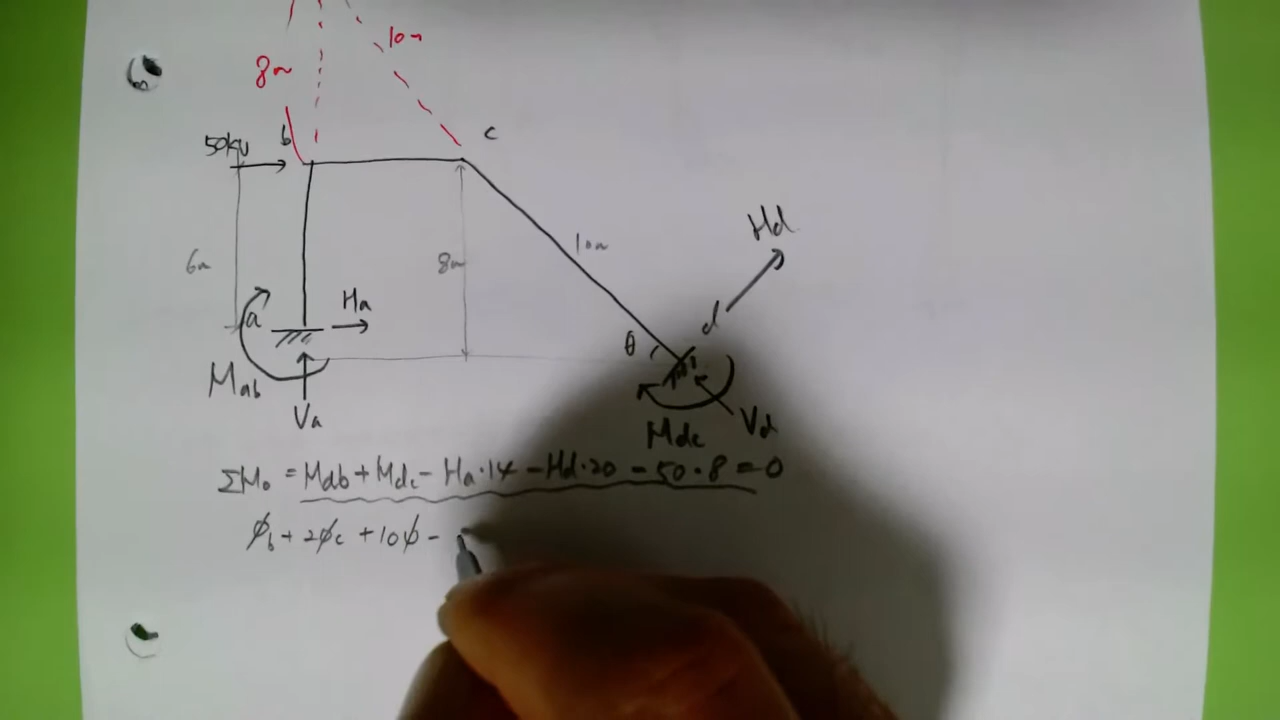 10m
8m
50kN
b
c
6m
8m
10m
Hd
a
Ha
Mab
Va
θ
d
Mdc
Vd
ΣMo = Mab + Mdc - Ha·14 - Hd·20 - 50·8 = 0
ϕb + 2ϕc + 10ϕ -